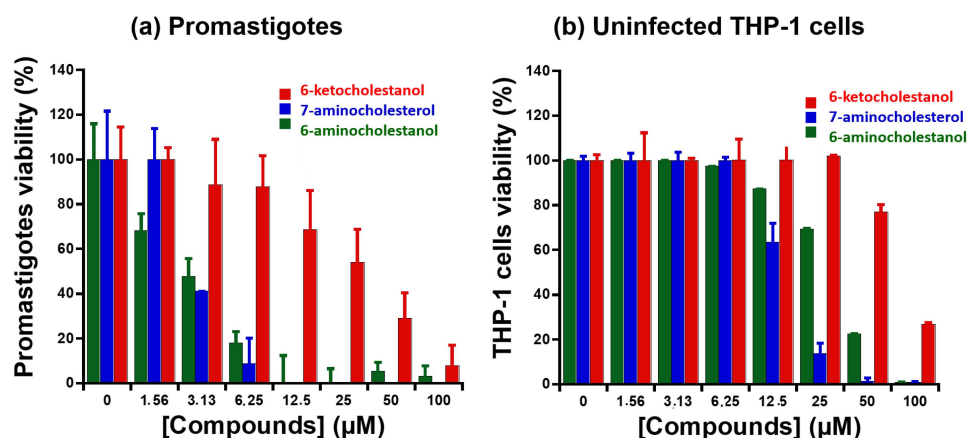 (a) Promastigotes
(b) Uninfected THP-1 cells
Promastigotes viability (%)
140
120
100
80
60
40
20
0
6-ketocholestanol
7-aminocholesterol
6-aminocholestanol
0 1.56 3.13 6.25 12.5 25 50 100
[Compounds] (µM)
THP-1 cells viability (%)
140
120
100
80
60
40
20
0
6-ketocholestanol
7-aminocholesterol
6-aminocholestanol
0 1.56 3.13 6.25 12.5 25 50 100
[Compounds] (µM)